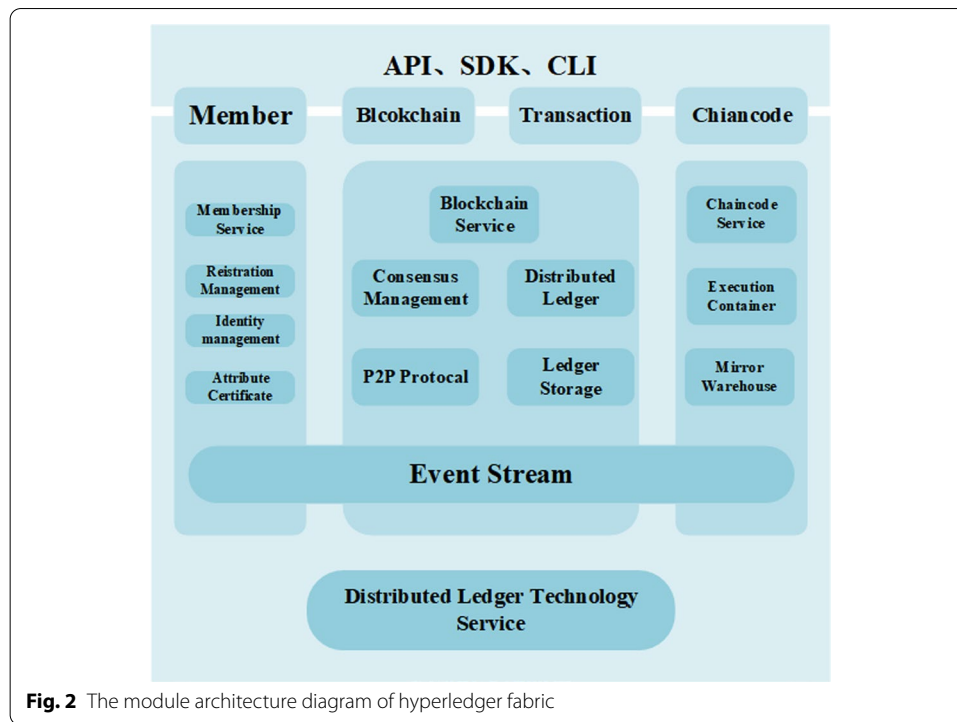 API、SDK、CLI
Member
Blcokchain
Transaction
Chiancode
Membership
Service
Reistration
Management
Identity
management
Attribute
Certificate
Blockchain
Service
Consensus
Management
Distributed
Ledger
P2P Protocal
Ledger
Storage
Chaincode
Service
Execution
Container
Mirror
Warehouse
Event Stream
Distributed Ledger Technology
Service
Fig. 2 The module architecture diagram of hyperledger fabric